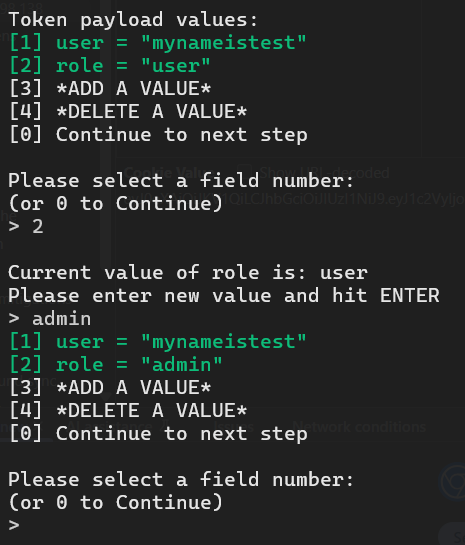 Token payload values:
[1] user = "mynameistest"
[2] role = "user"
[3] *ADD A VALUE*
[4] *DELETE A VALUE*
[0] Continue to next step
Please select a field number:
(or 0 to Continue)
> 2
Current value of role is: user
Please enter new value and hit ENTER
> admin
[1] user = "mynameistest"
[2] role = "admin"
[3] *ADD A VALUE*
[4] *DELETE A VALUE*
[0] Continue to next step
Network conditions
Please select a field number:
(or 0 to Continue)
>